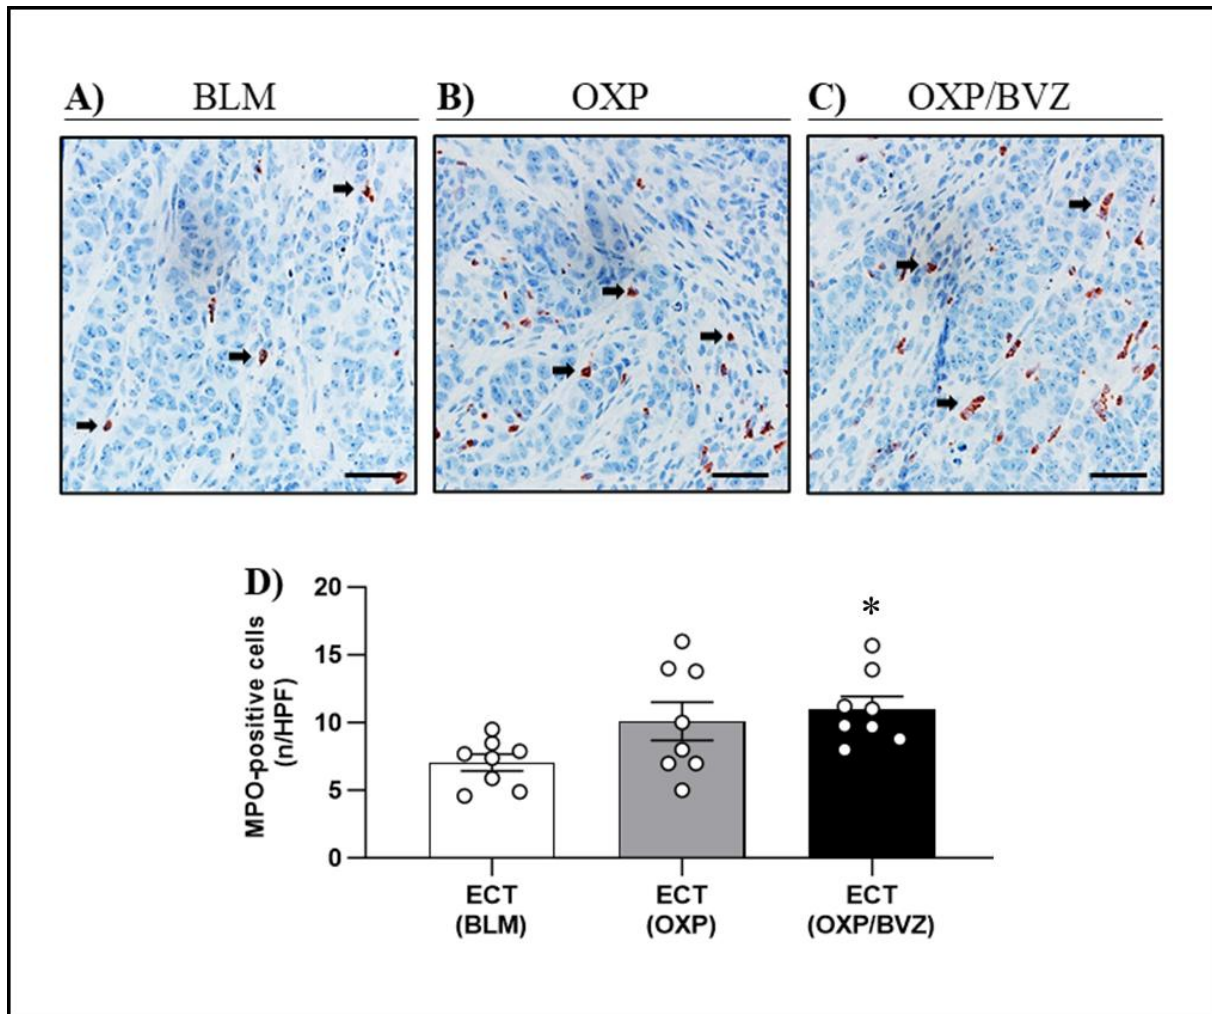 A) BLM
B) OXP
C) OXP/BVZ
D)
MPO-positive cells
(n/HPF)
20
15
10
5
0
*
ECT
(BLM)
ECT
(OXP)
ECT
(OXP/BVZ)